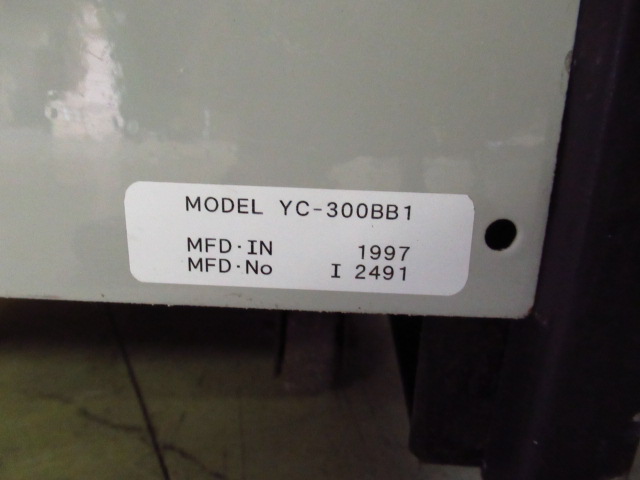 MODEL YC-300BB1
MFD·IN 1997
MFD·No I 2491